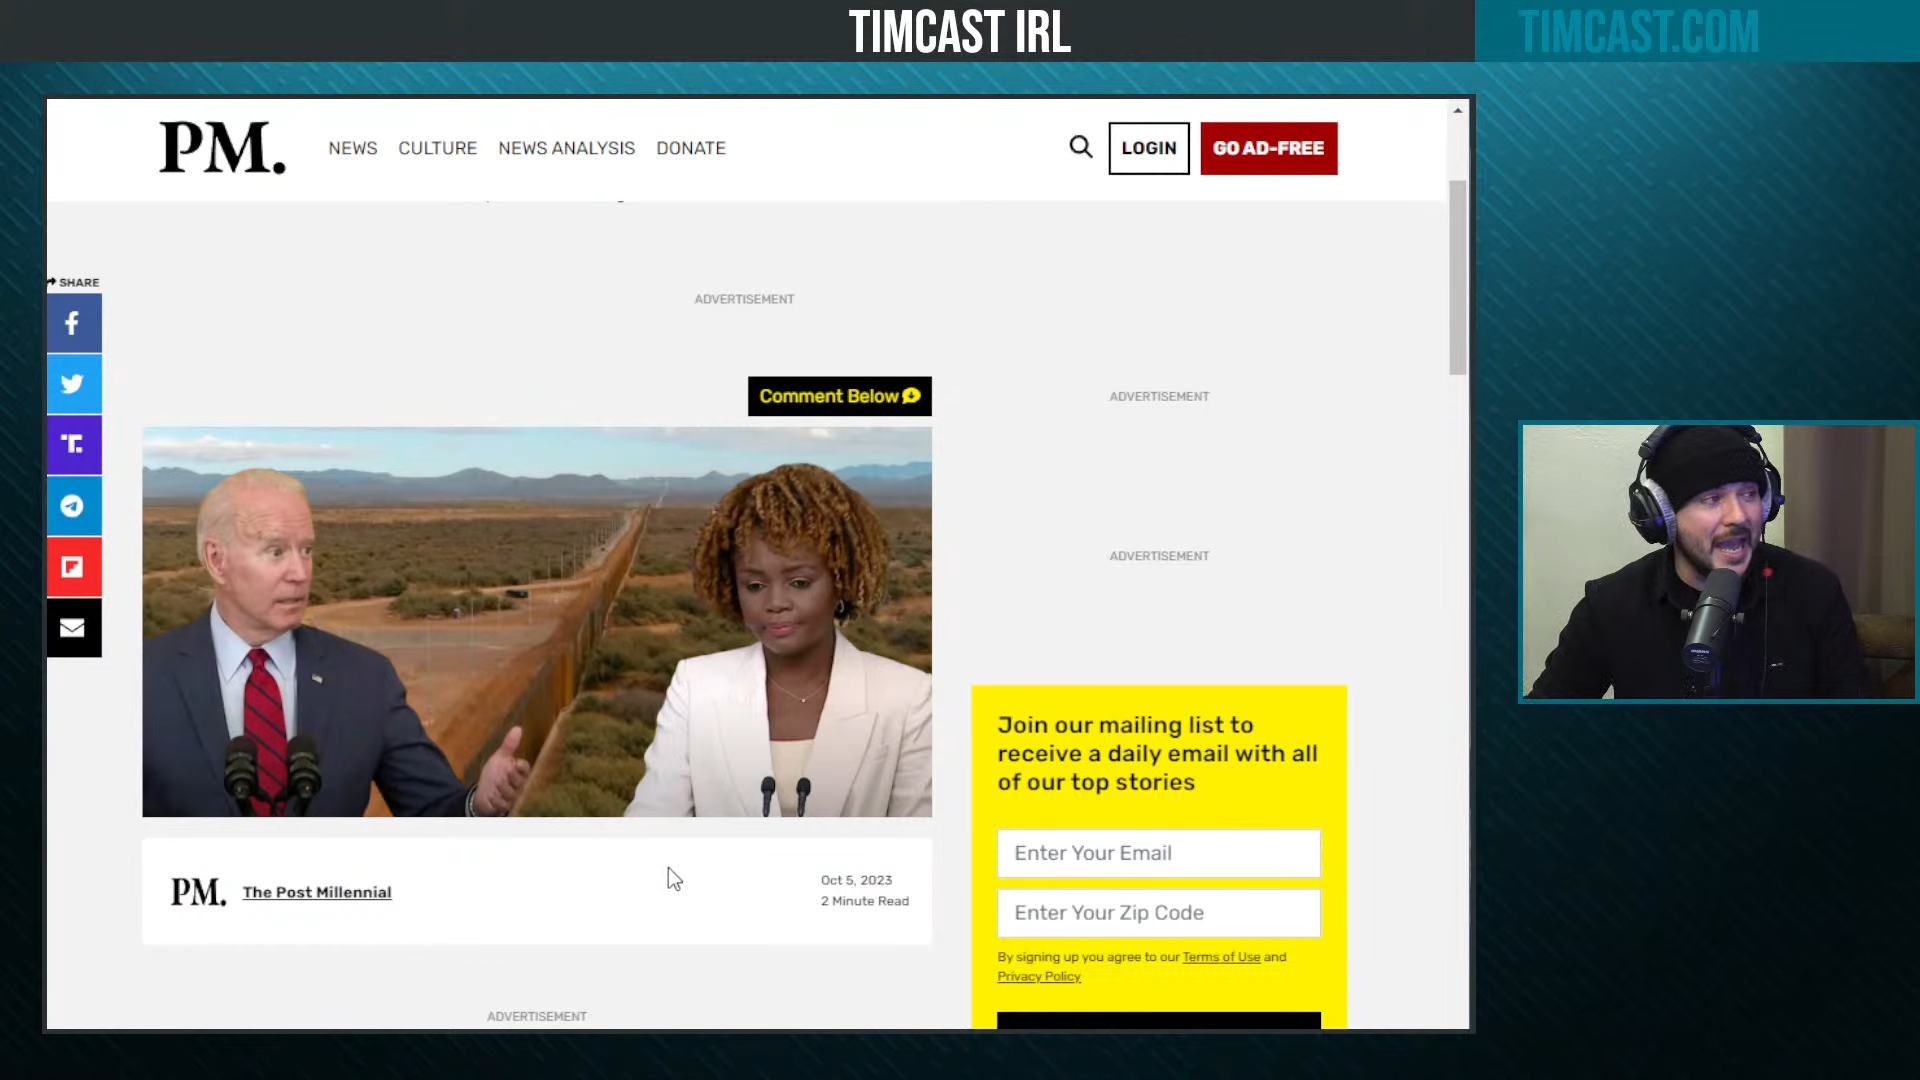 TIMCAST IRL
TIMCAST.COM
PM.
NEWS
CULTURE
NEWS ANALYSIS
DONATE
LOGIN
GO AD-FREE
SHARE
ADVERTISEMENT
Comment Below
ADVERTISEMENT
ADVERTISEMENT
Join our mailing list to
receive a daily email with all
of our top stories
Enter Your Email
Enter Your Zip Code
By signing up you agree to our Terms of Use and
Privacy Policy
PM.
The Post Millennial
Oct 5, 2023
2 Minute Read
ADVERTISEMENT